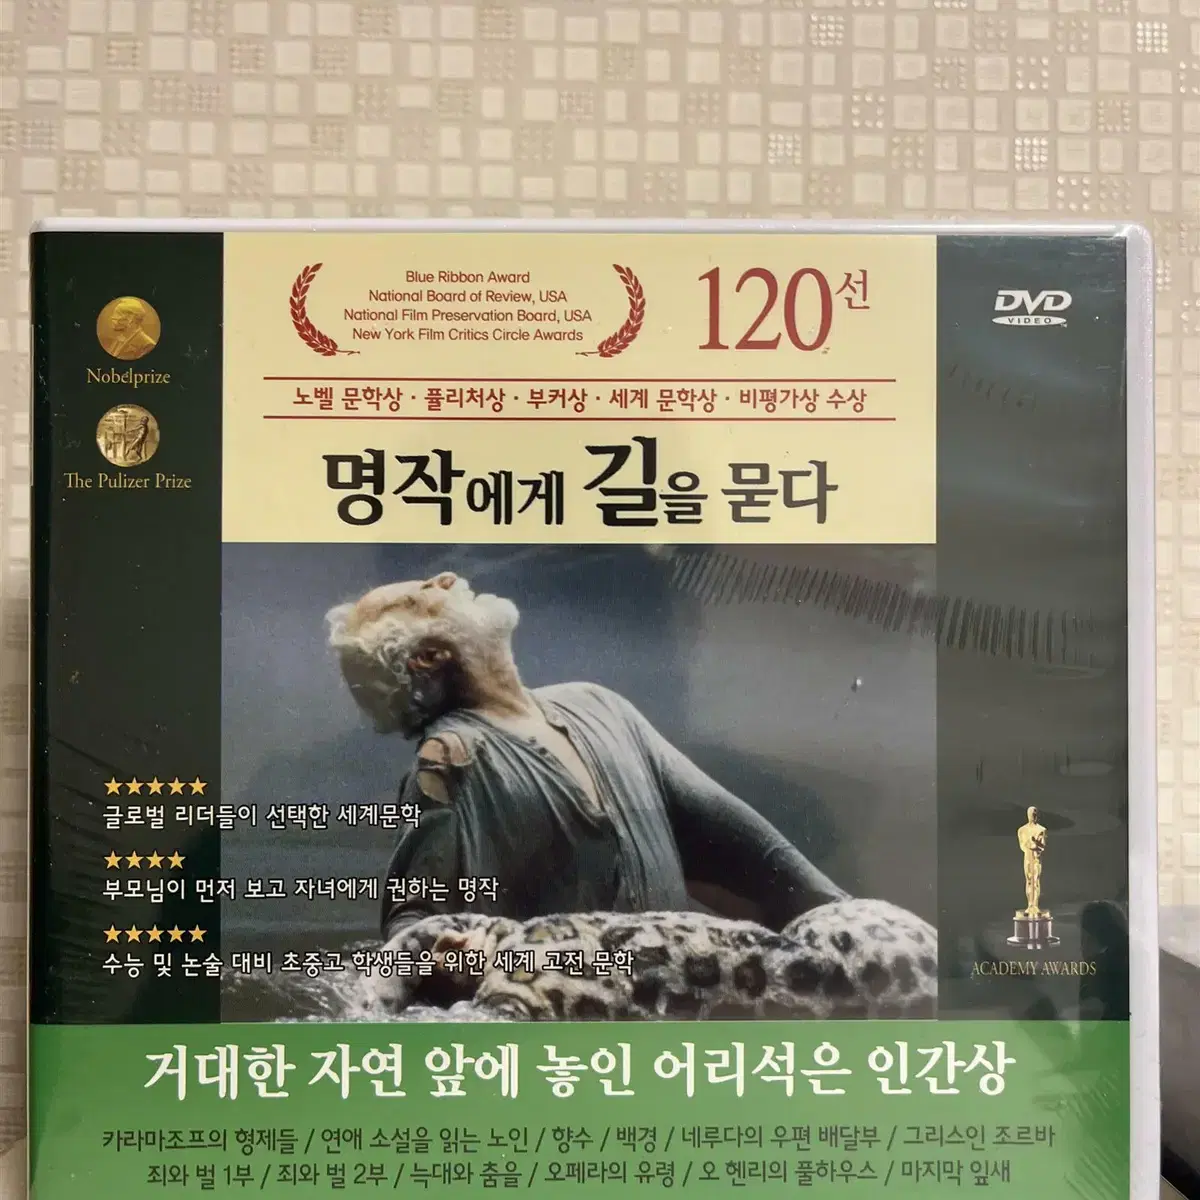 Blue Ribbon Award
National Board of Review, USA
National Film Preservation Board, USA
New York Film Critics Circle Awards
120선
DVD
VIDEO
Nobelprize
The Pulizer Prize
노벨 문학상 · 퓰리처상 · 부커상 · 세계 문학상 · 비평가상 수상
명작에게 길을 묻다
★★★★★
글로벌 리더들이 선택한 세계문학
★★★★
부모님이 먼저 보고 자녀에게 권하는 명작
★★★★★
수능 및 논술 대비 초중고 학생들을 위한 세계 고전 문학
ACADEMY AWARDS
거대한 자연 앞에 놓인 어리석은 인간상
카라마조프의 형제들 / 연애 소설을 읽는 노인 / 향수 / 백경 / 네루다의 우편 배달부 / 그리스인 조르바
죄와 벌 1부 / 죄와 벌 2부 / 늑대와 춤을 / 오페라의 유령 / 오 헨리의 풀하우스 / 마지막 잎새